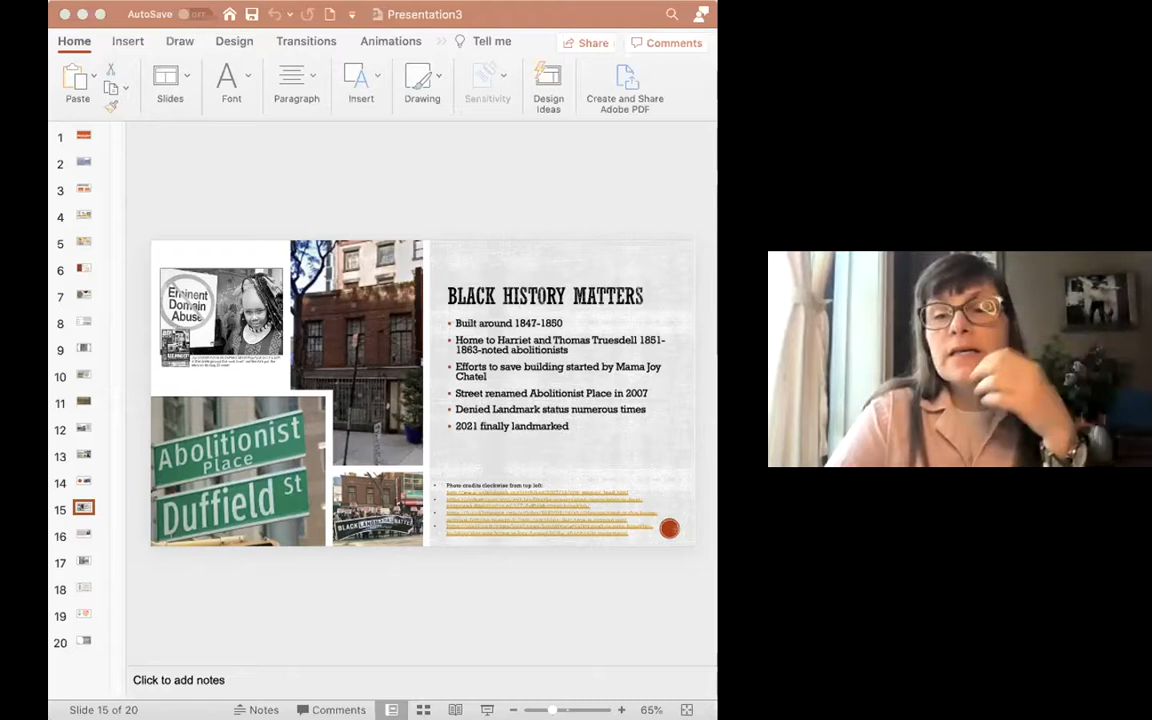 AutoSave OFF
Presentation3
Home Insert Draw Design Transitions Animations Tell me Share Comments
Paste
Slides
Font
Paragraph
Insert
Drawing
Sensitivity
Design
Ideas
Create and Share
Adobe PDF
1
2
3
4
5
6
7
8
9
10
11
12
13
14
15
16
17
18
19
20
Eminent
Domain
Abuse
Abolitionist
Place
Duffield St
BLACK LANDMARKS MATTER
BLACK HISTORY MATTERS
Built around 1847-1850
Home to Harriet and Thomas Truesdell 1851-
1863-noted abolitionists
Efforts to save building started by Mama Joy
Chatel
Street renamed Abolitionist Place in 2007
Denied Landmark status numerous times
2021 finally landmarked
Photo credits clockwise from top left:
Click to add notes
Slide 15 of 20
Notes
Comments
65%